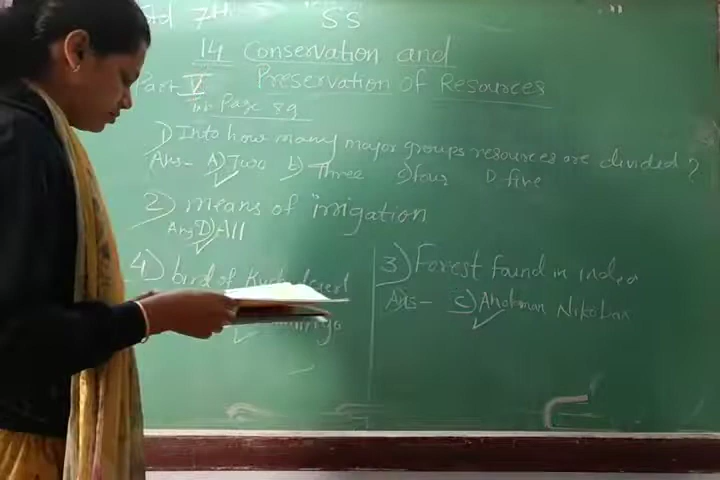 Std 7th SS
14 Conservation and
Part V Preservation of Resources
Page 89
1) Into how many major groups resources are divided?
Ans- A) Two b) Three c) four D- five
2) means of irrigation
Ans D) All
4) bird of
3) Forest found in India
Ans- c) Andaman Nikobar